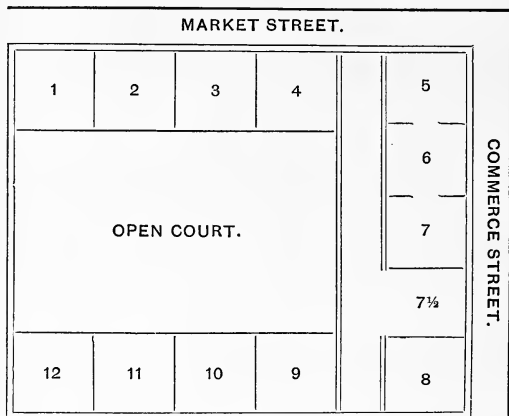 MARKET STREET.
1 2 3 4 5
6
COMMERCE STREET.
OPEN COURT.
7
7½
12 11 10 9 8